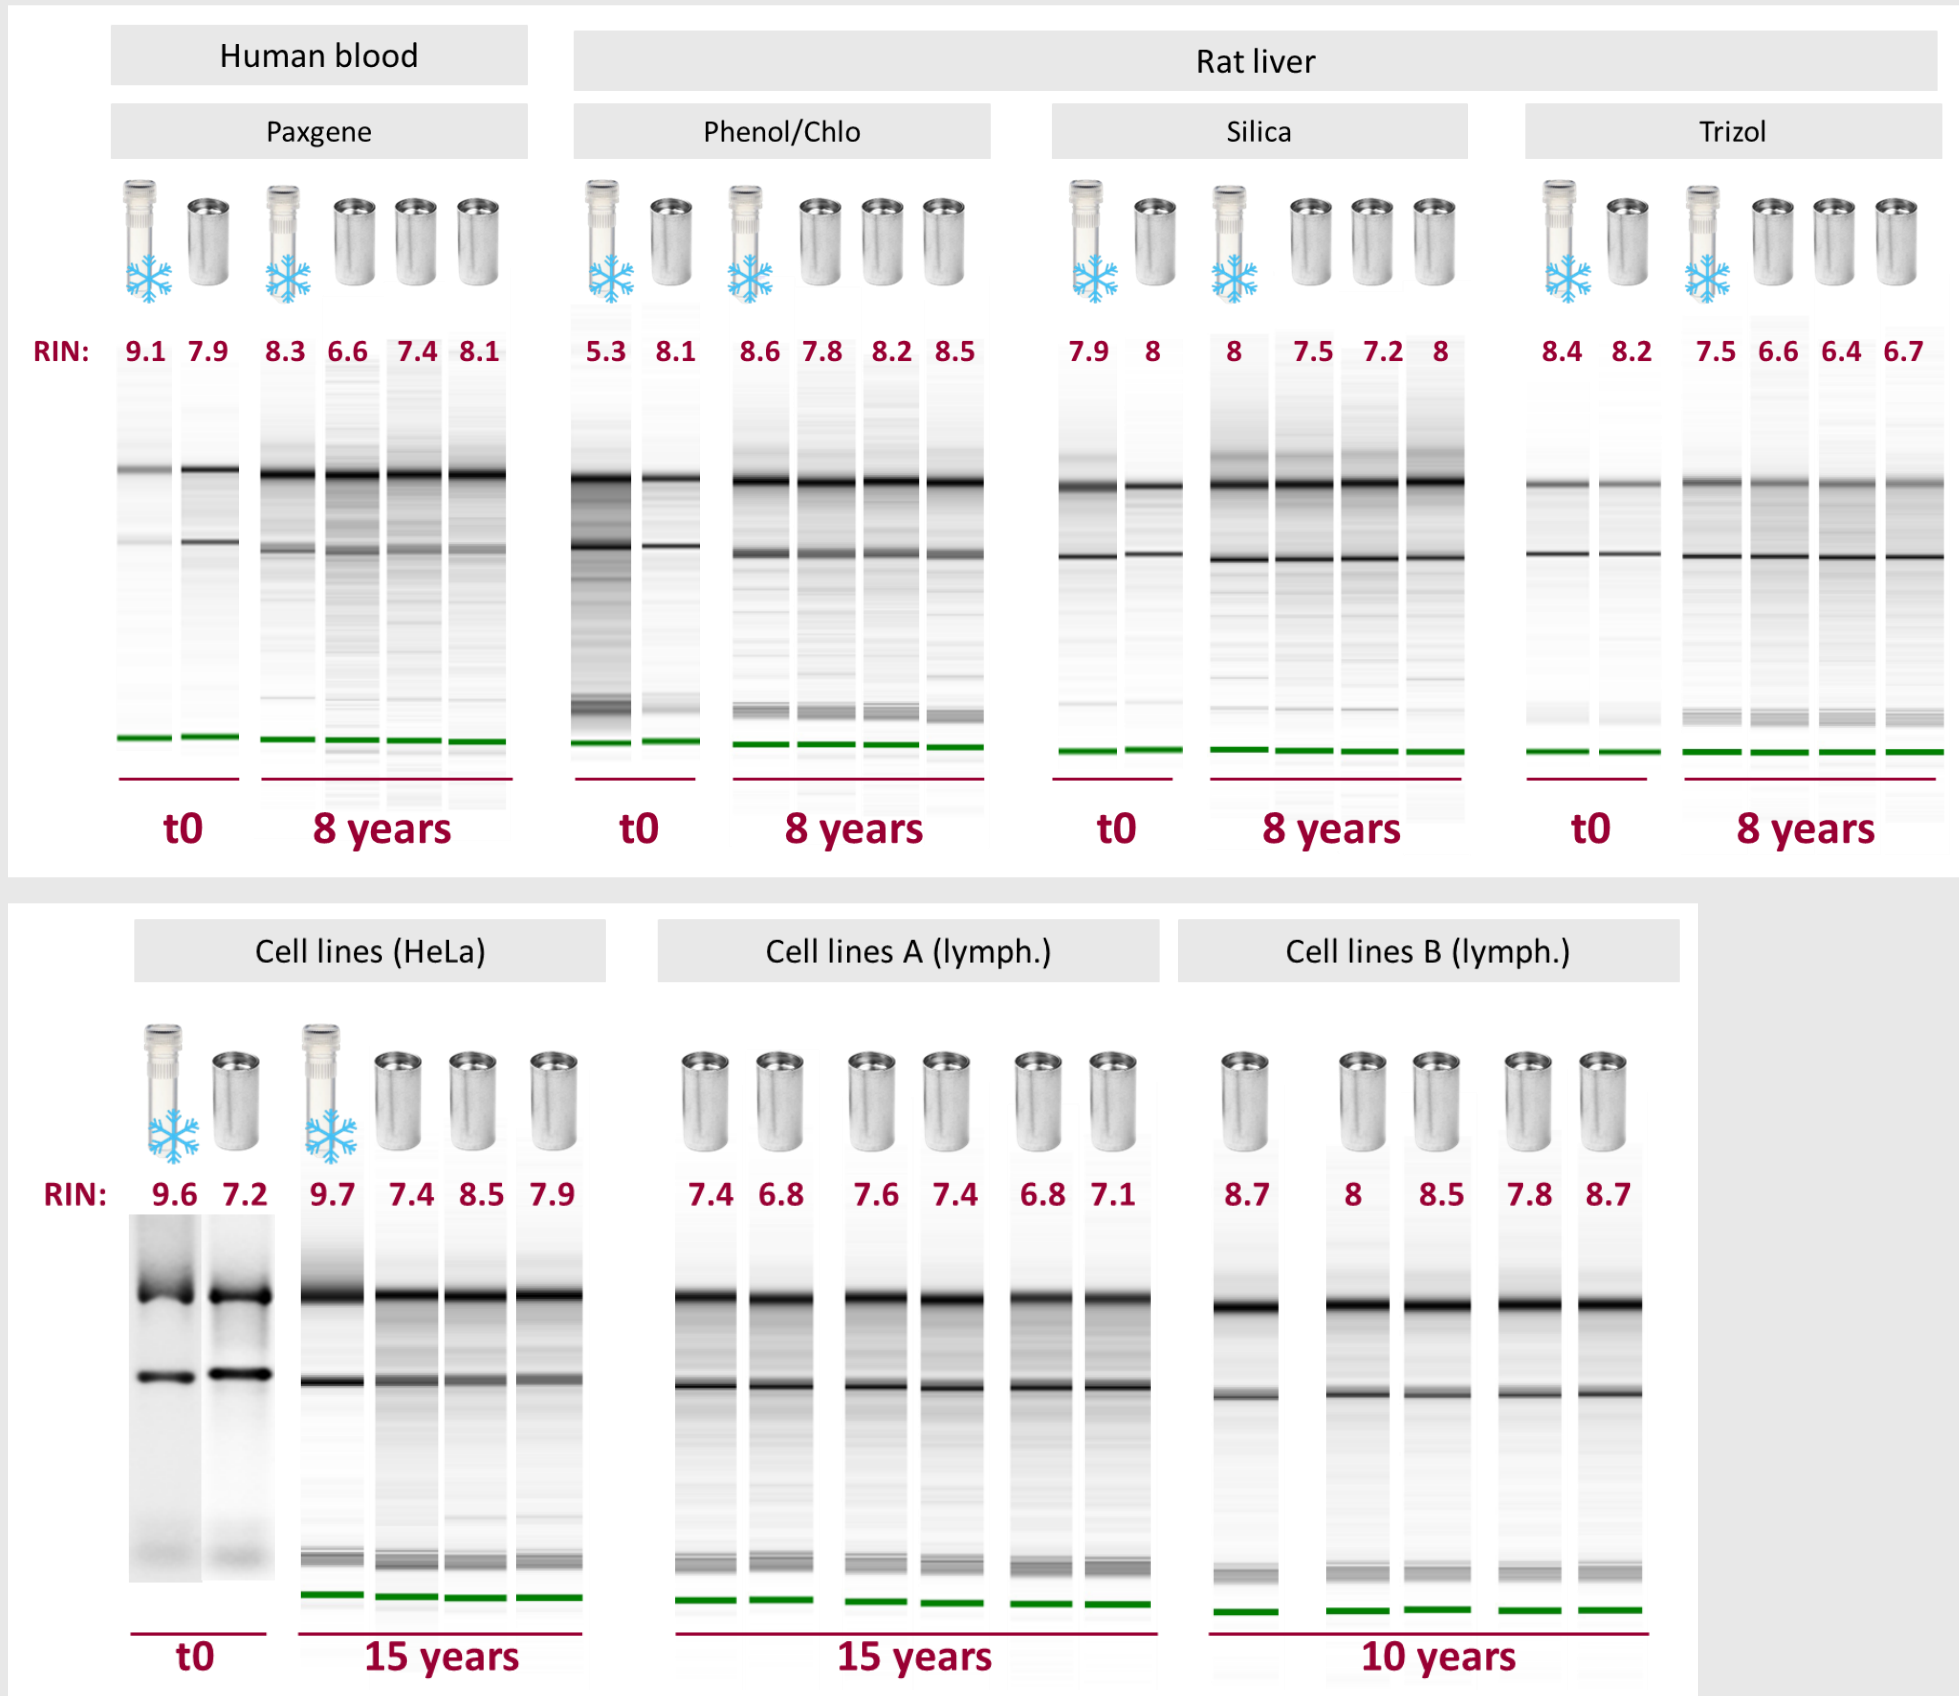 Human blood
Rat liver
Paxgene
Phenol/Chlo
Silica
Trizol
RIN: 9.1 7.9 8.3 6.6 7.4 8.1 5.3 8.1 8.6 7.8 8.2 8.5 7.9 8 8 7.5 7.2 8 8.4 8.2 7.5 6.6 6.4 6.7
t0 8 years t0 8 years t0 8 years t0 8 years
Cell lines (HeLa)
Cell lines A (lymph.)
Cell lines B (lymph.)
RIN: 9.6 7.2 9.7 7.4 8.5 7.9 7.4 6.8 7.6 7.4 6.8 7.1 8.7 8 8.5 7.8 8.7
t0 15 years 15 years 10 years